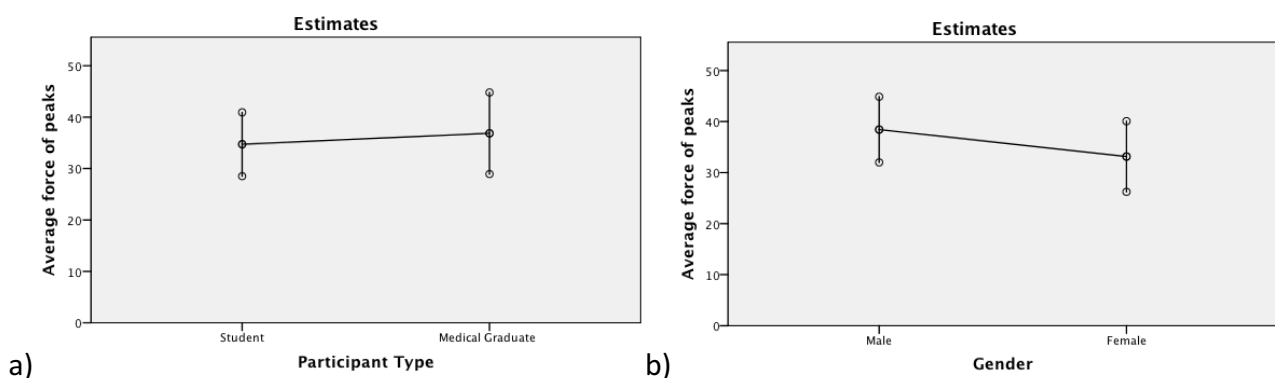 a)
Estimates
Average force of peaks
50
40
30
20
10
0
Student
Medical Graduate
Participant Type
b)
Estimates
Average force of peaks
50
40
30
20
10
0
Male
Female
Gender